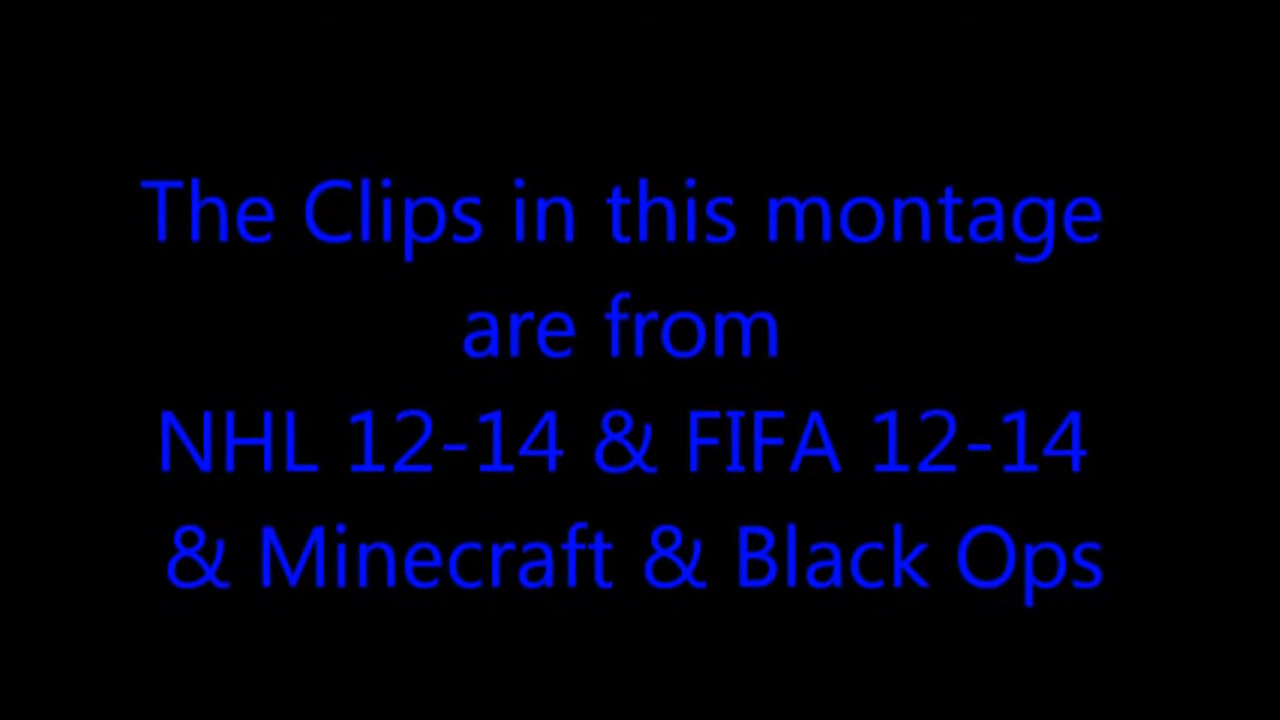 The Clips in this montage
are from
NHL 12-14 & FIFA 12-14
& Minecraft & Black Ops